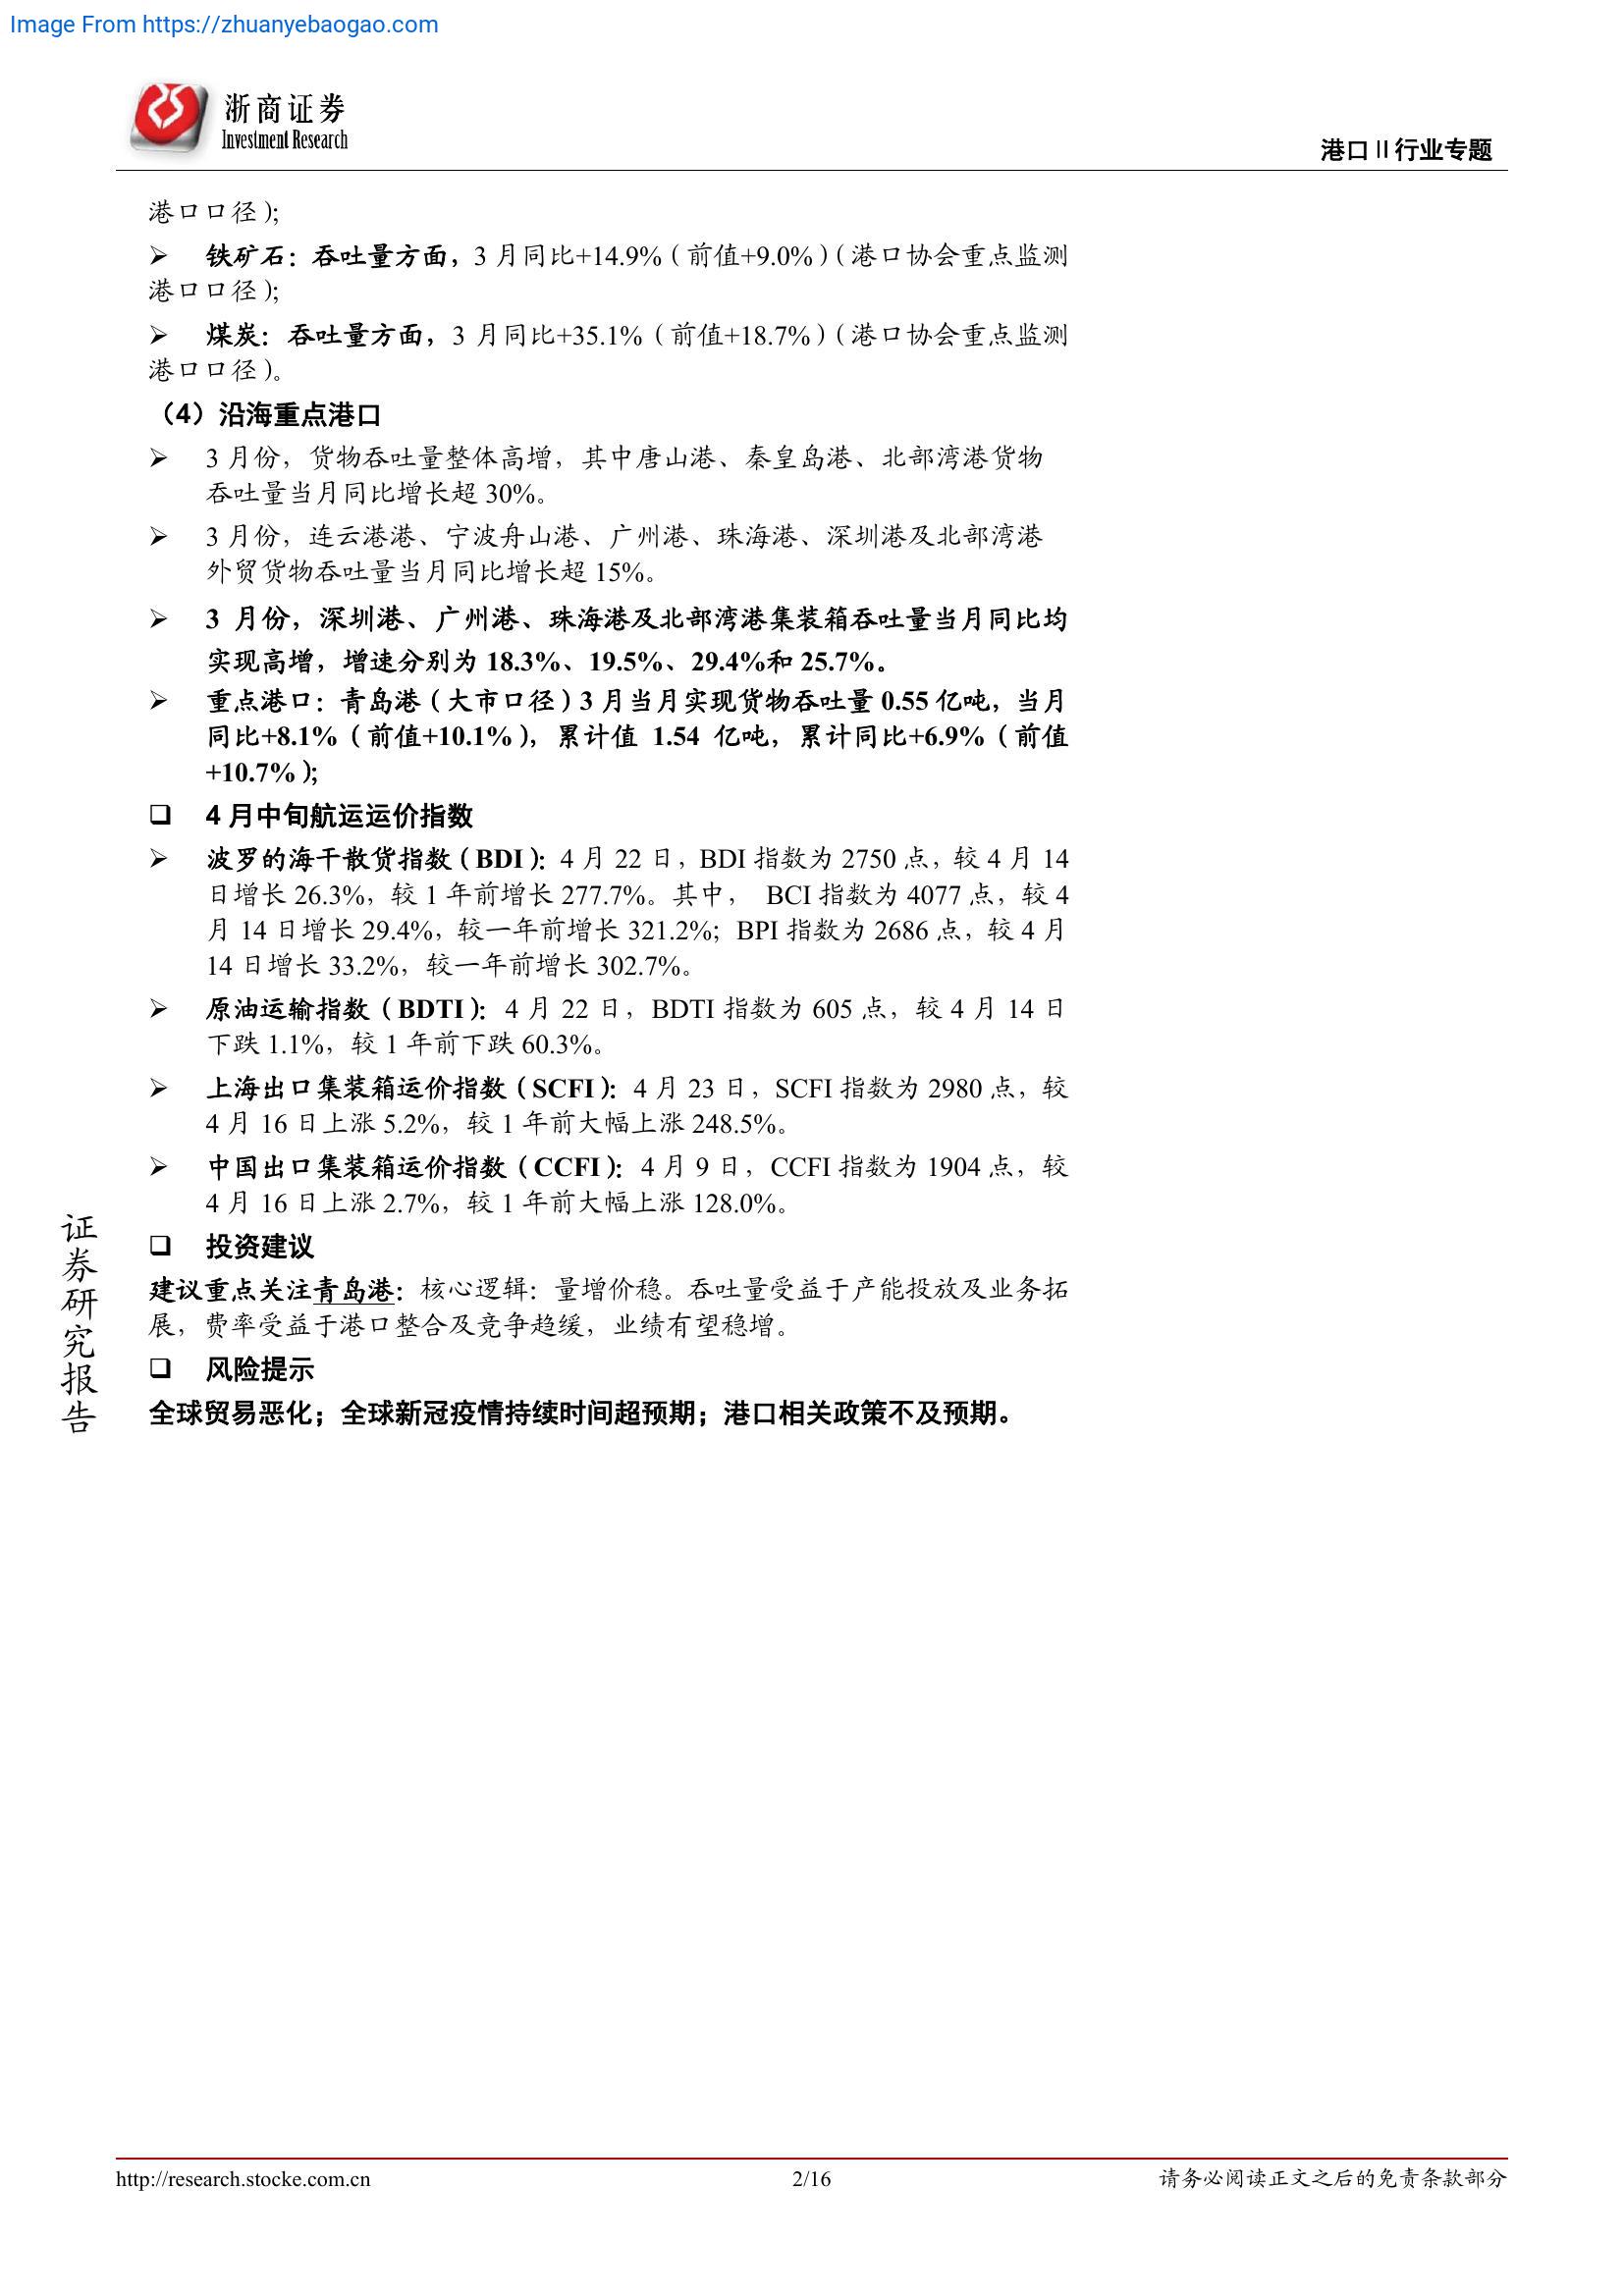 Image From https://zhuanyebaogao.com
浙商证券
Investment Research
港口Ⅱ行业专题
港口口径);
➢ 铁矿石：吞吐量方面，3 月同比+14.9%（前值+9.0%）（港口协会重点监测
港口口径);
➢ 煤炭：吞吐量方面，3 月同比+35.1%（前值+18.7%）（港口协会重点监测
港口口径）。
（4）沿海重点港口
➢ 3 月份，货物吞吐量整体高增，其中唐山港、秦皇岛港、北部湾港货物
吞吐量当月同比增长超 30%。
➢ 3 月份，连云港港、宁波舟山港、广州港、珠海港、深圳港及北部湾港
外贸货物吞吐量当月同比增长超 15%。
➢ 3 月份，深圳港、广州港、珠海港及北部湾港集装箱吞吐量当月同比均
实现高增，增速分别为 18.3%、19.5%、29.4%和 25.7%。
➢ 重点港口：青岛港（大市口径）3 月当月实现货物吞吐量 0.55 亿吨，当月
同比+8.1%（前值+10.1%），累计值 1.54 亿吨，累计同比+6.9%（前值
+10.7%）；
❑ 4 月中旬航运运价指数
➢ 波罗的海干散货指数（BDI）：4 月 22 日，BDI 指数为 2750 点，较 4 月 14
日增长 26.3%，较 1 年前增长 277.7%。其中， BCI 指数为 4077 点，较 4
月 14 日增长 29.4%，较一年前增长 321.2%；BPI 指数为 2686 点，较 4 月
14 日增长 33.2%，较一年前增长 302.7%。
➢ 原油运输指数（BDTI）：4 月 22 日，BDTI 指数为 605 点，较 4 月 14 日
下跌 1.1%，较 1 年前下跌 60.3%。
➢ 上海出口集装箱运价指数（SCFI）：4 月 23 日，SCFI 指数为 2980 点，较
4 月 16 日上涨 5.2%，较 1 年前大幅上涨 248.5%。
➢ 中国出口集装箱运价指数（CCFI）：4 月 9 日，CCFI 指数为 1904 点，较
4 月 16 日上涨 2.7%，较 1 年前大幅上涨 128.0%。
❑ 投资建议
建议重点关注青岛港：核心逻辑：量增价稳。吞吐量受益于产能投放及业务拓
展，费率受益于港口整合及竞争趋缓，业绩有望稳增。
❑ 风险提示
全球贸易恶化；全球新冠疫情持续时间超预期；港口相关政策不及预期。
证券研究报告
http://research.stocke.com.cn
2/16
请务必阅读正文之后的免责条款部分